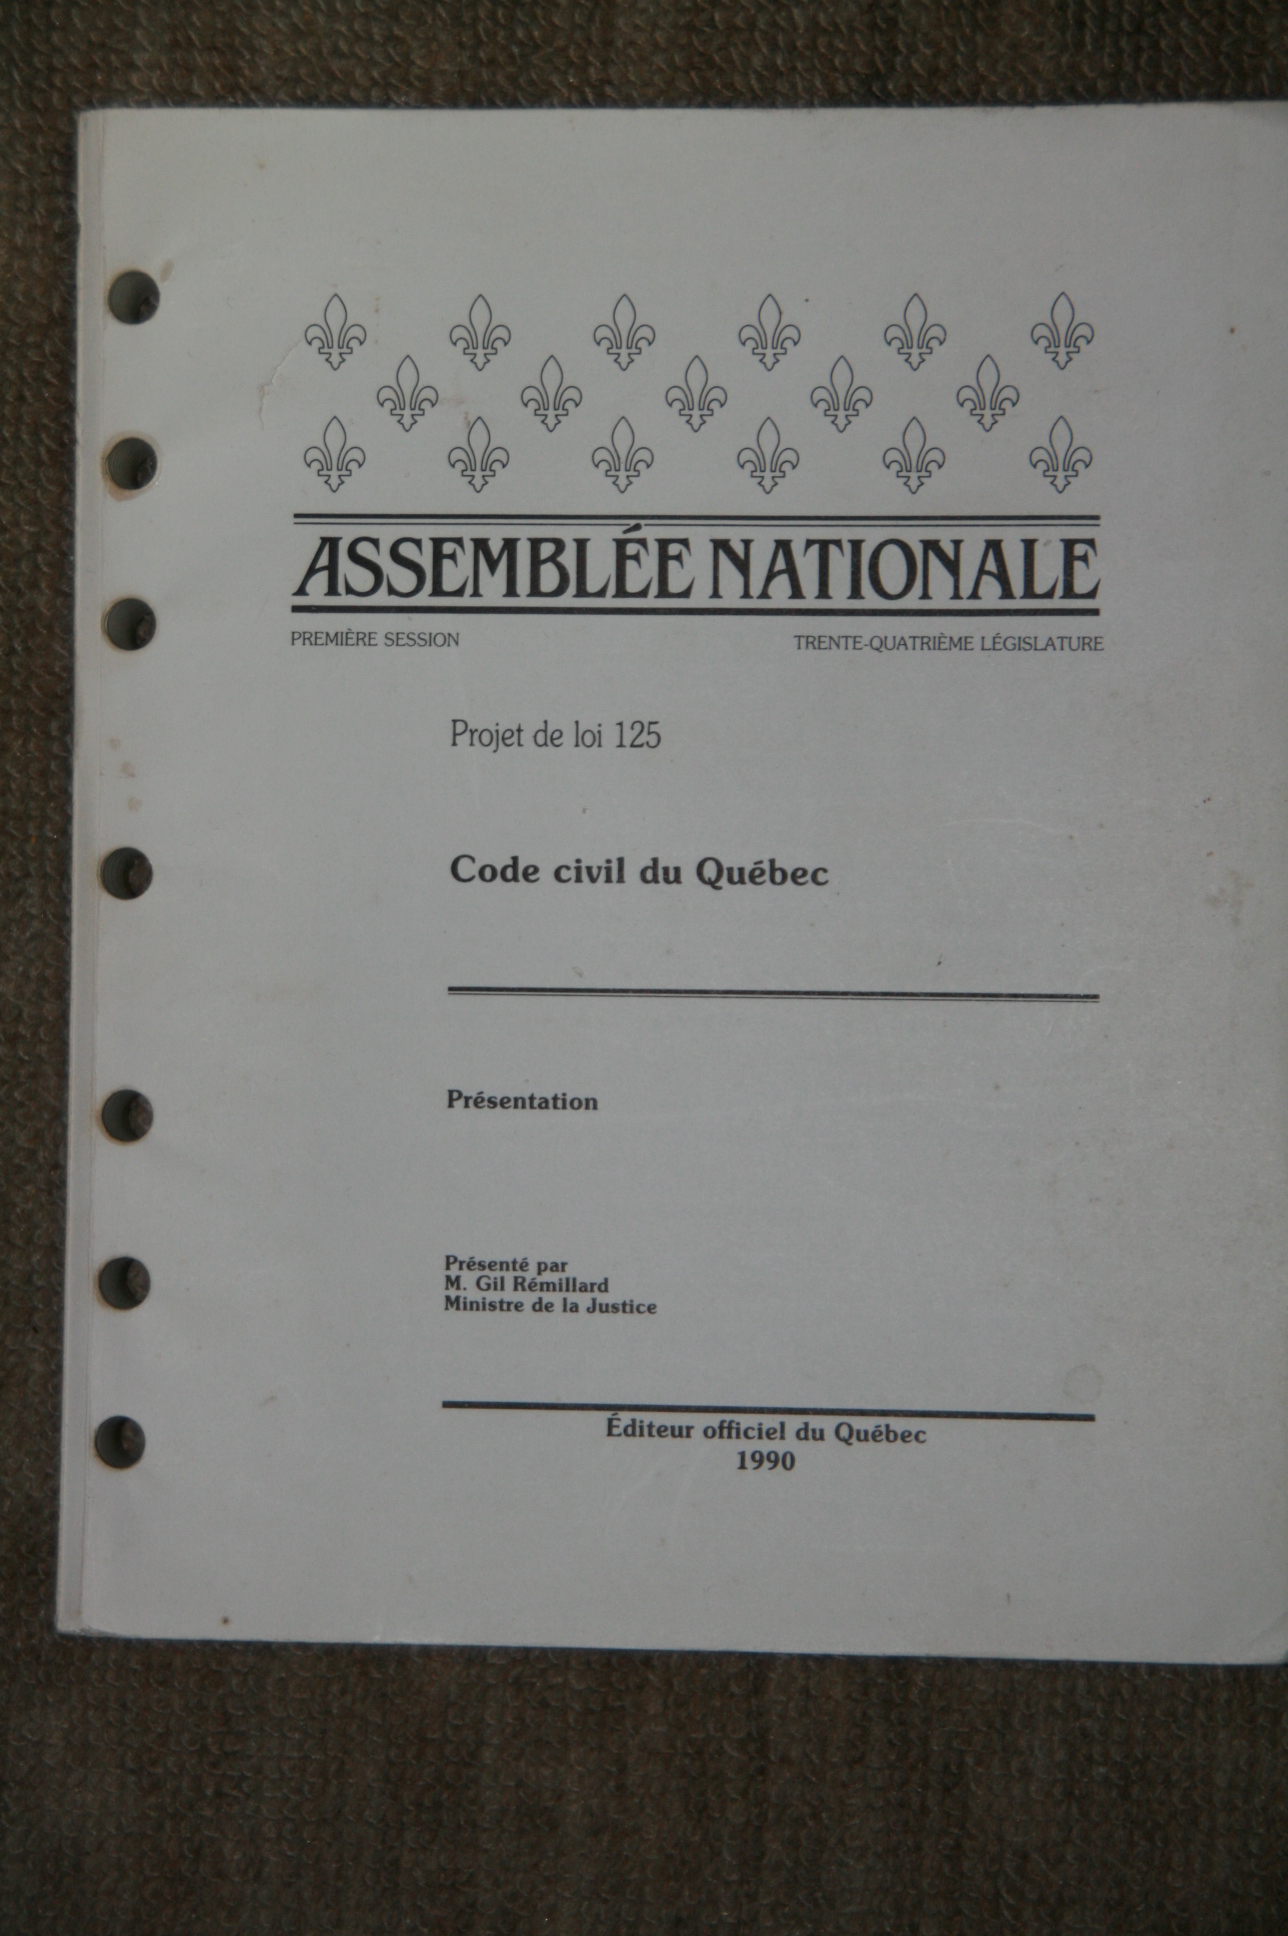 ASSEMBLÉE NATIONALE
PREMIÈRE SESSION TRENTE-QUATRIÈME LÉGISLATURE
Projet de loi 125
Code civil du Québec
Présentation
Présenté par
M. Gil Rémillard
Ministre de la Justice
Éditeur officiel du Québec
1990